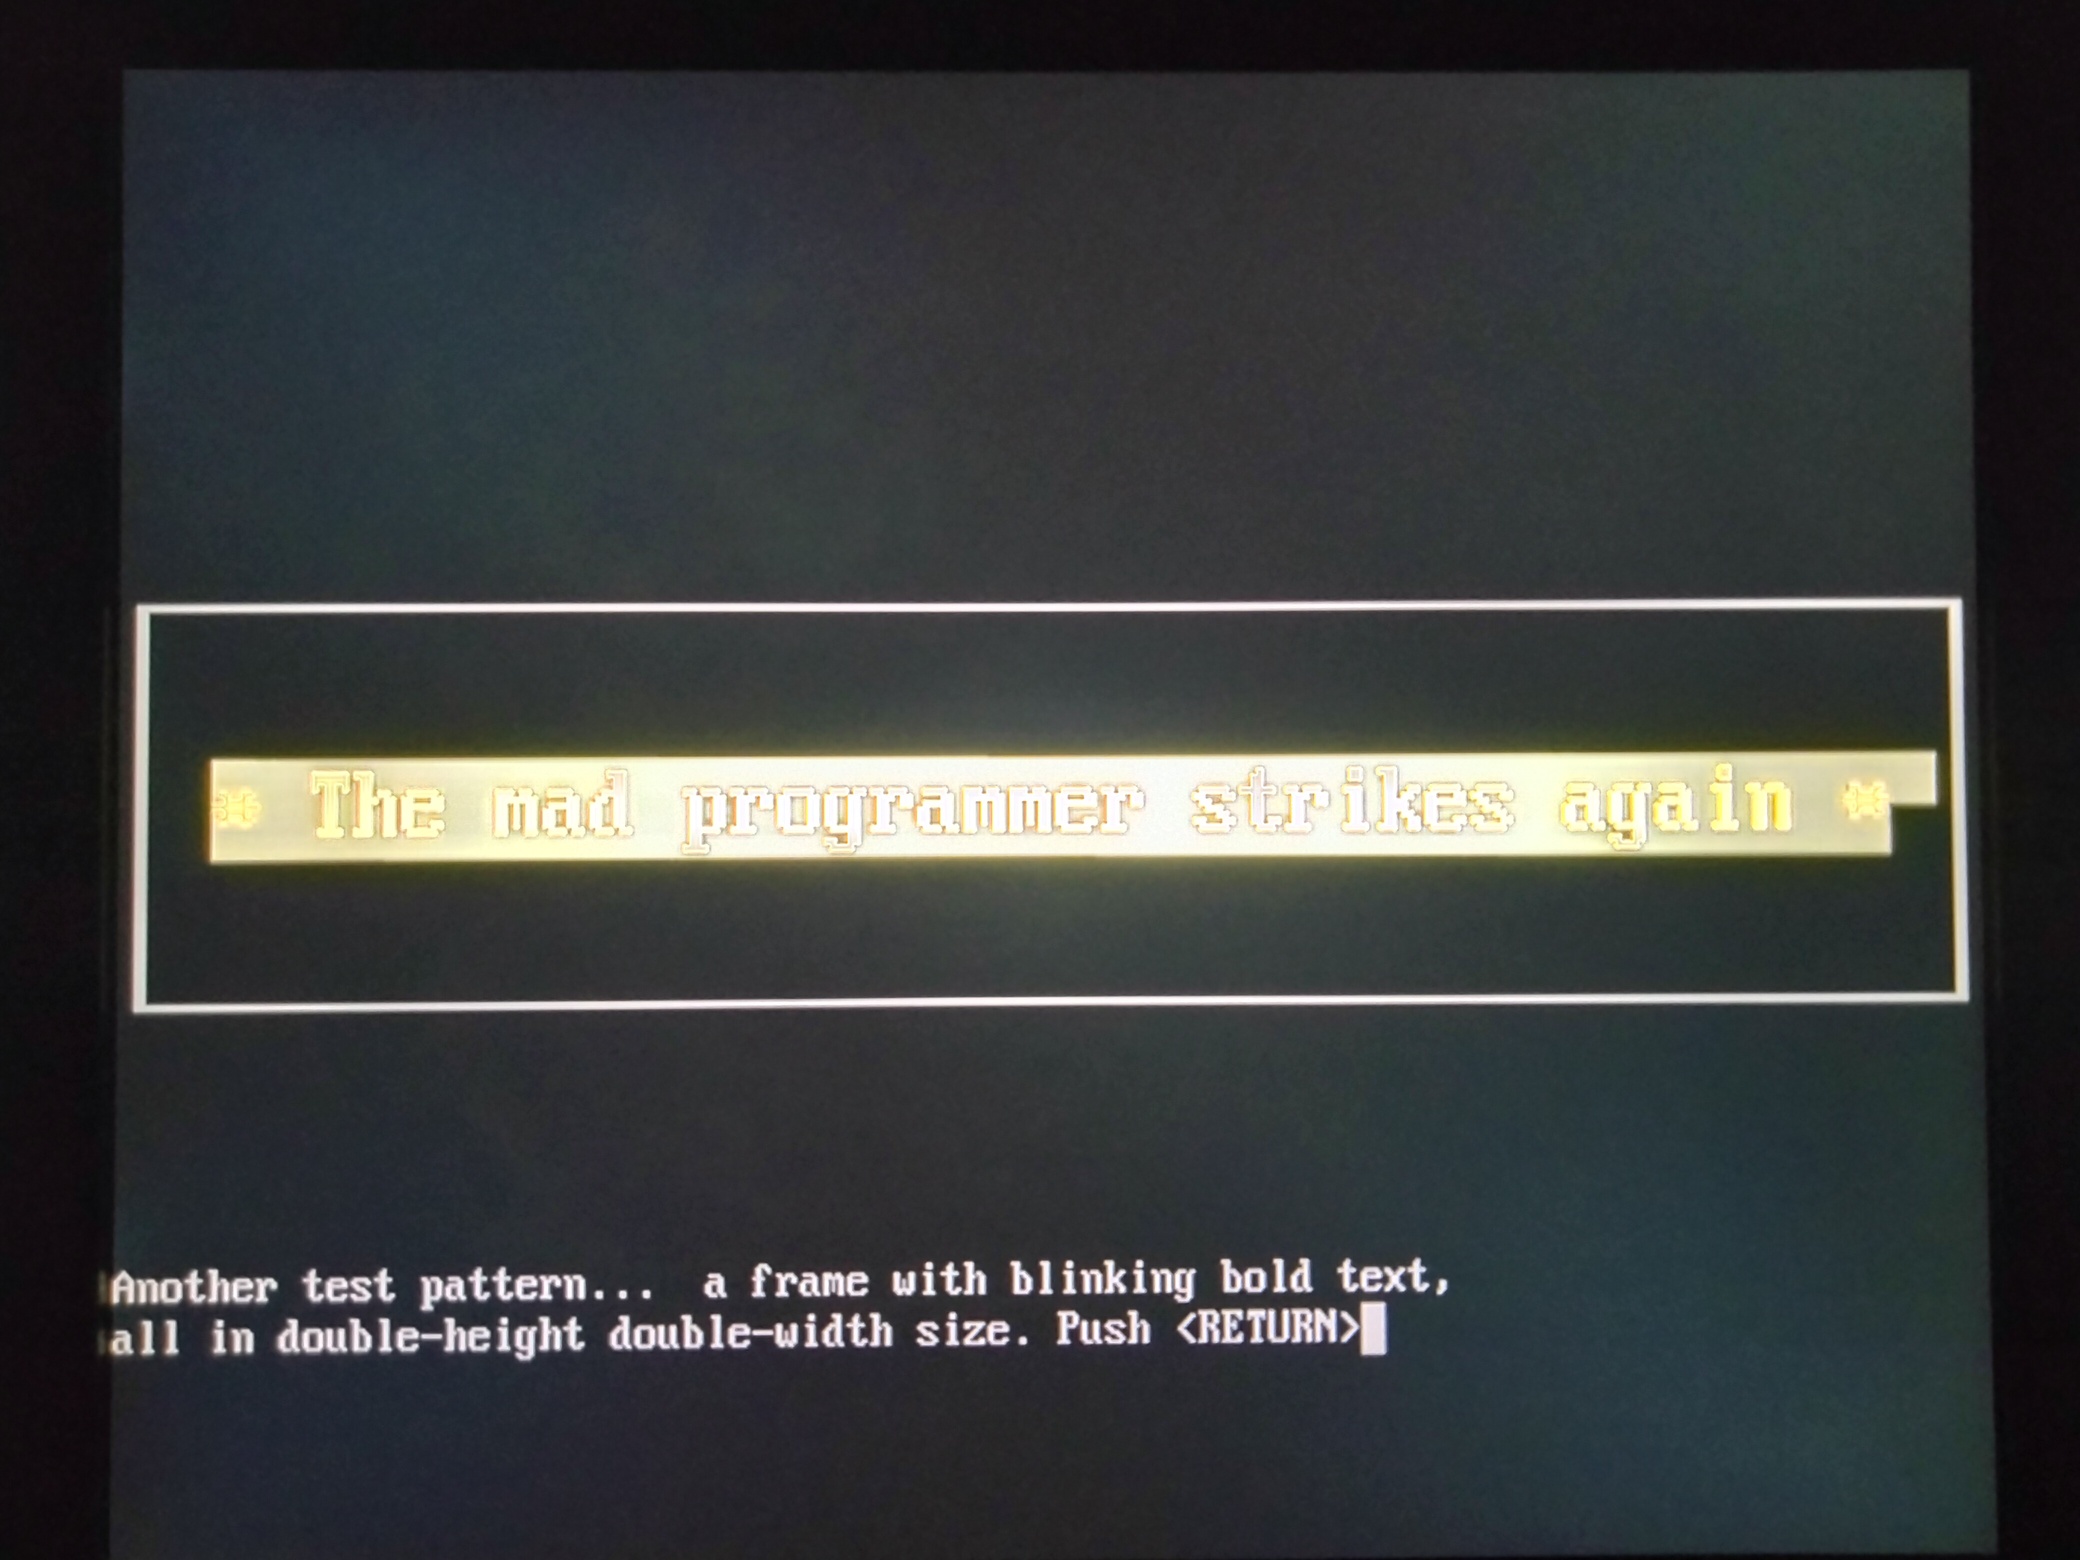 * The mad programmer strikes again *
Another test pattern...  a frame with blinking bold text,
all in double-height double-width size. Push <RETURN>